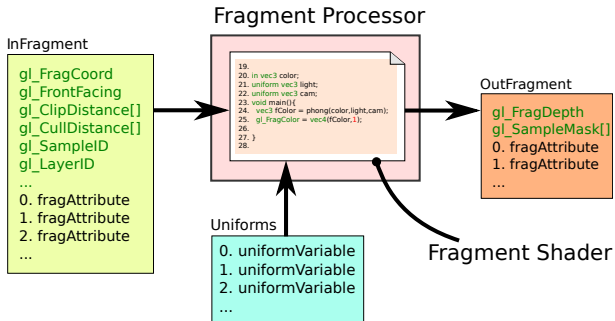 Fragment Processor
InFragment
gl_FragCoord
gl_FrontFacing
gl_ClipDistance[]
gl_CullDistance[]
gl_SampleID
gl_LayerID
...
0. fragAttribute
1. fragAttribute
2. fragAttribute
...
19.
20. in vec3 color;
21. uniform vec3 light;
22. uniform vec3 cam;
23. void main(){
24. vec3 fColor = phong(color,light,cam);
25. gl_FragColor = vec4(fColor,1);
26.
27. }
28.
OutFragment
gl_FragDepth
gl_SampleMask[]
0. fragAttribute
1. fragAttribute
...
Uniforms
0. uniformVariable
1. uniformVariable
2. uniformVariable
...
Fragment Shader